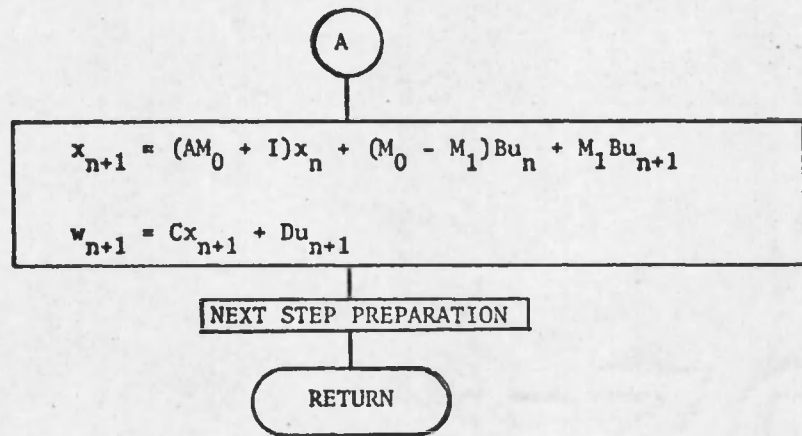 A
x_{n+1} = (AM_0 + I)x_n + (M_0 - M_1)Bu_n + M_1Bu_{n+1}
w_{n+1} = Cx_{n+1} + Du_{n+1}
NEXT STEP PREPARATION
RETURN